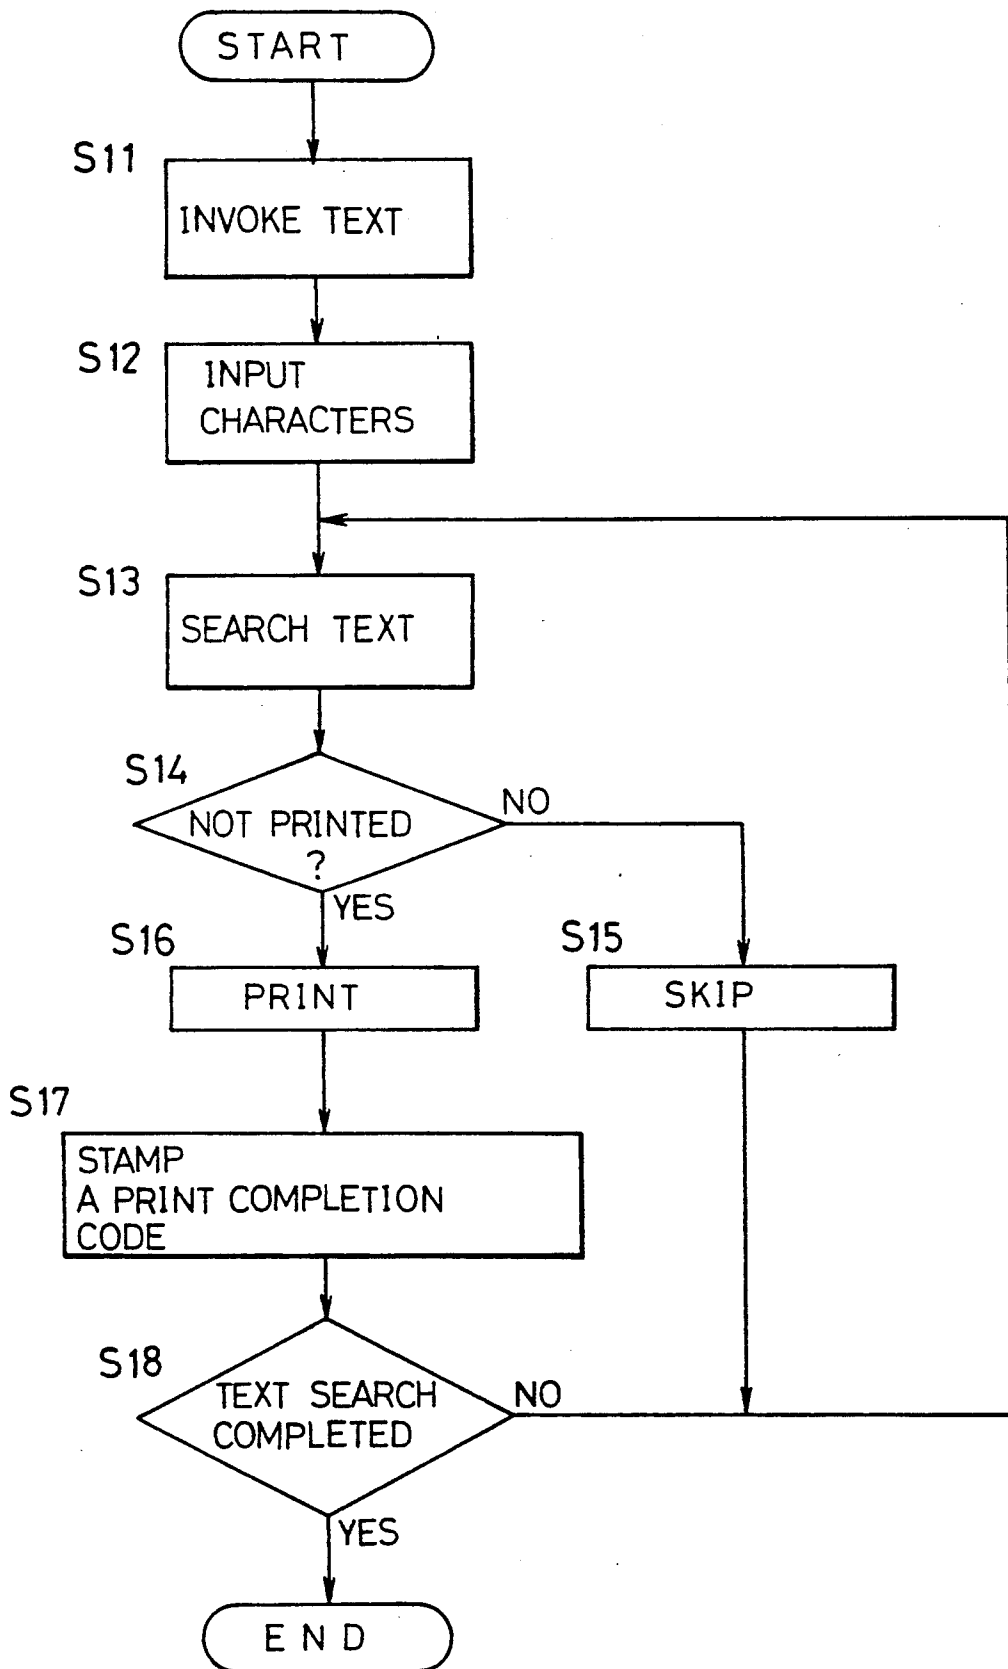 START
S11
INVOKE TEXT
S12
INPUT
CHARACTERS
S13
SEARCH TEXT
S14
NOT PRINTED
?
NO
YES
S16
PRINT
S15
SKIP
S17
STAMP
A PRINT COMPLETION
CODE
S18
TEXT SEARCH
COMPLETED
NO
YES
END